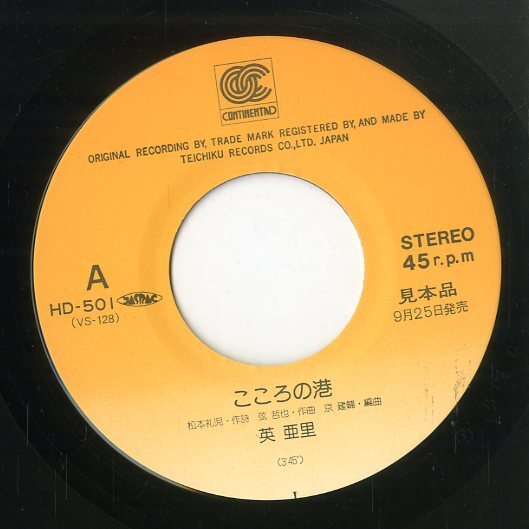 CONTINENTAL
ORIGINAL RECORDING BY, TRADE MARK REGISTERED BY, AND MADE BY
TEICHIKU RECORDS CO.,LTD. JAPAN
STEREO
45 r.p.m
A
HD-501 JASRAC
(VS-128)
見本品
9月25日発売
こころの港
松本礼児・作詩 弦 哲也・作曲 京 建輔・編曲
英 亜里
(3'45")